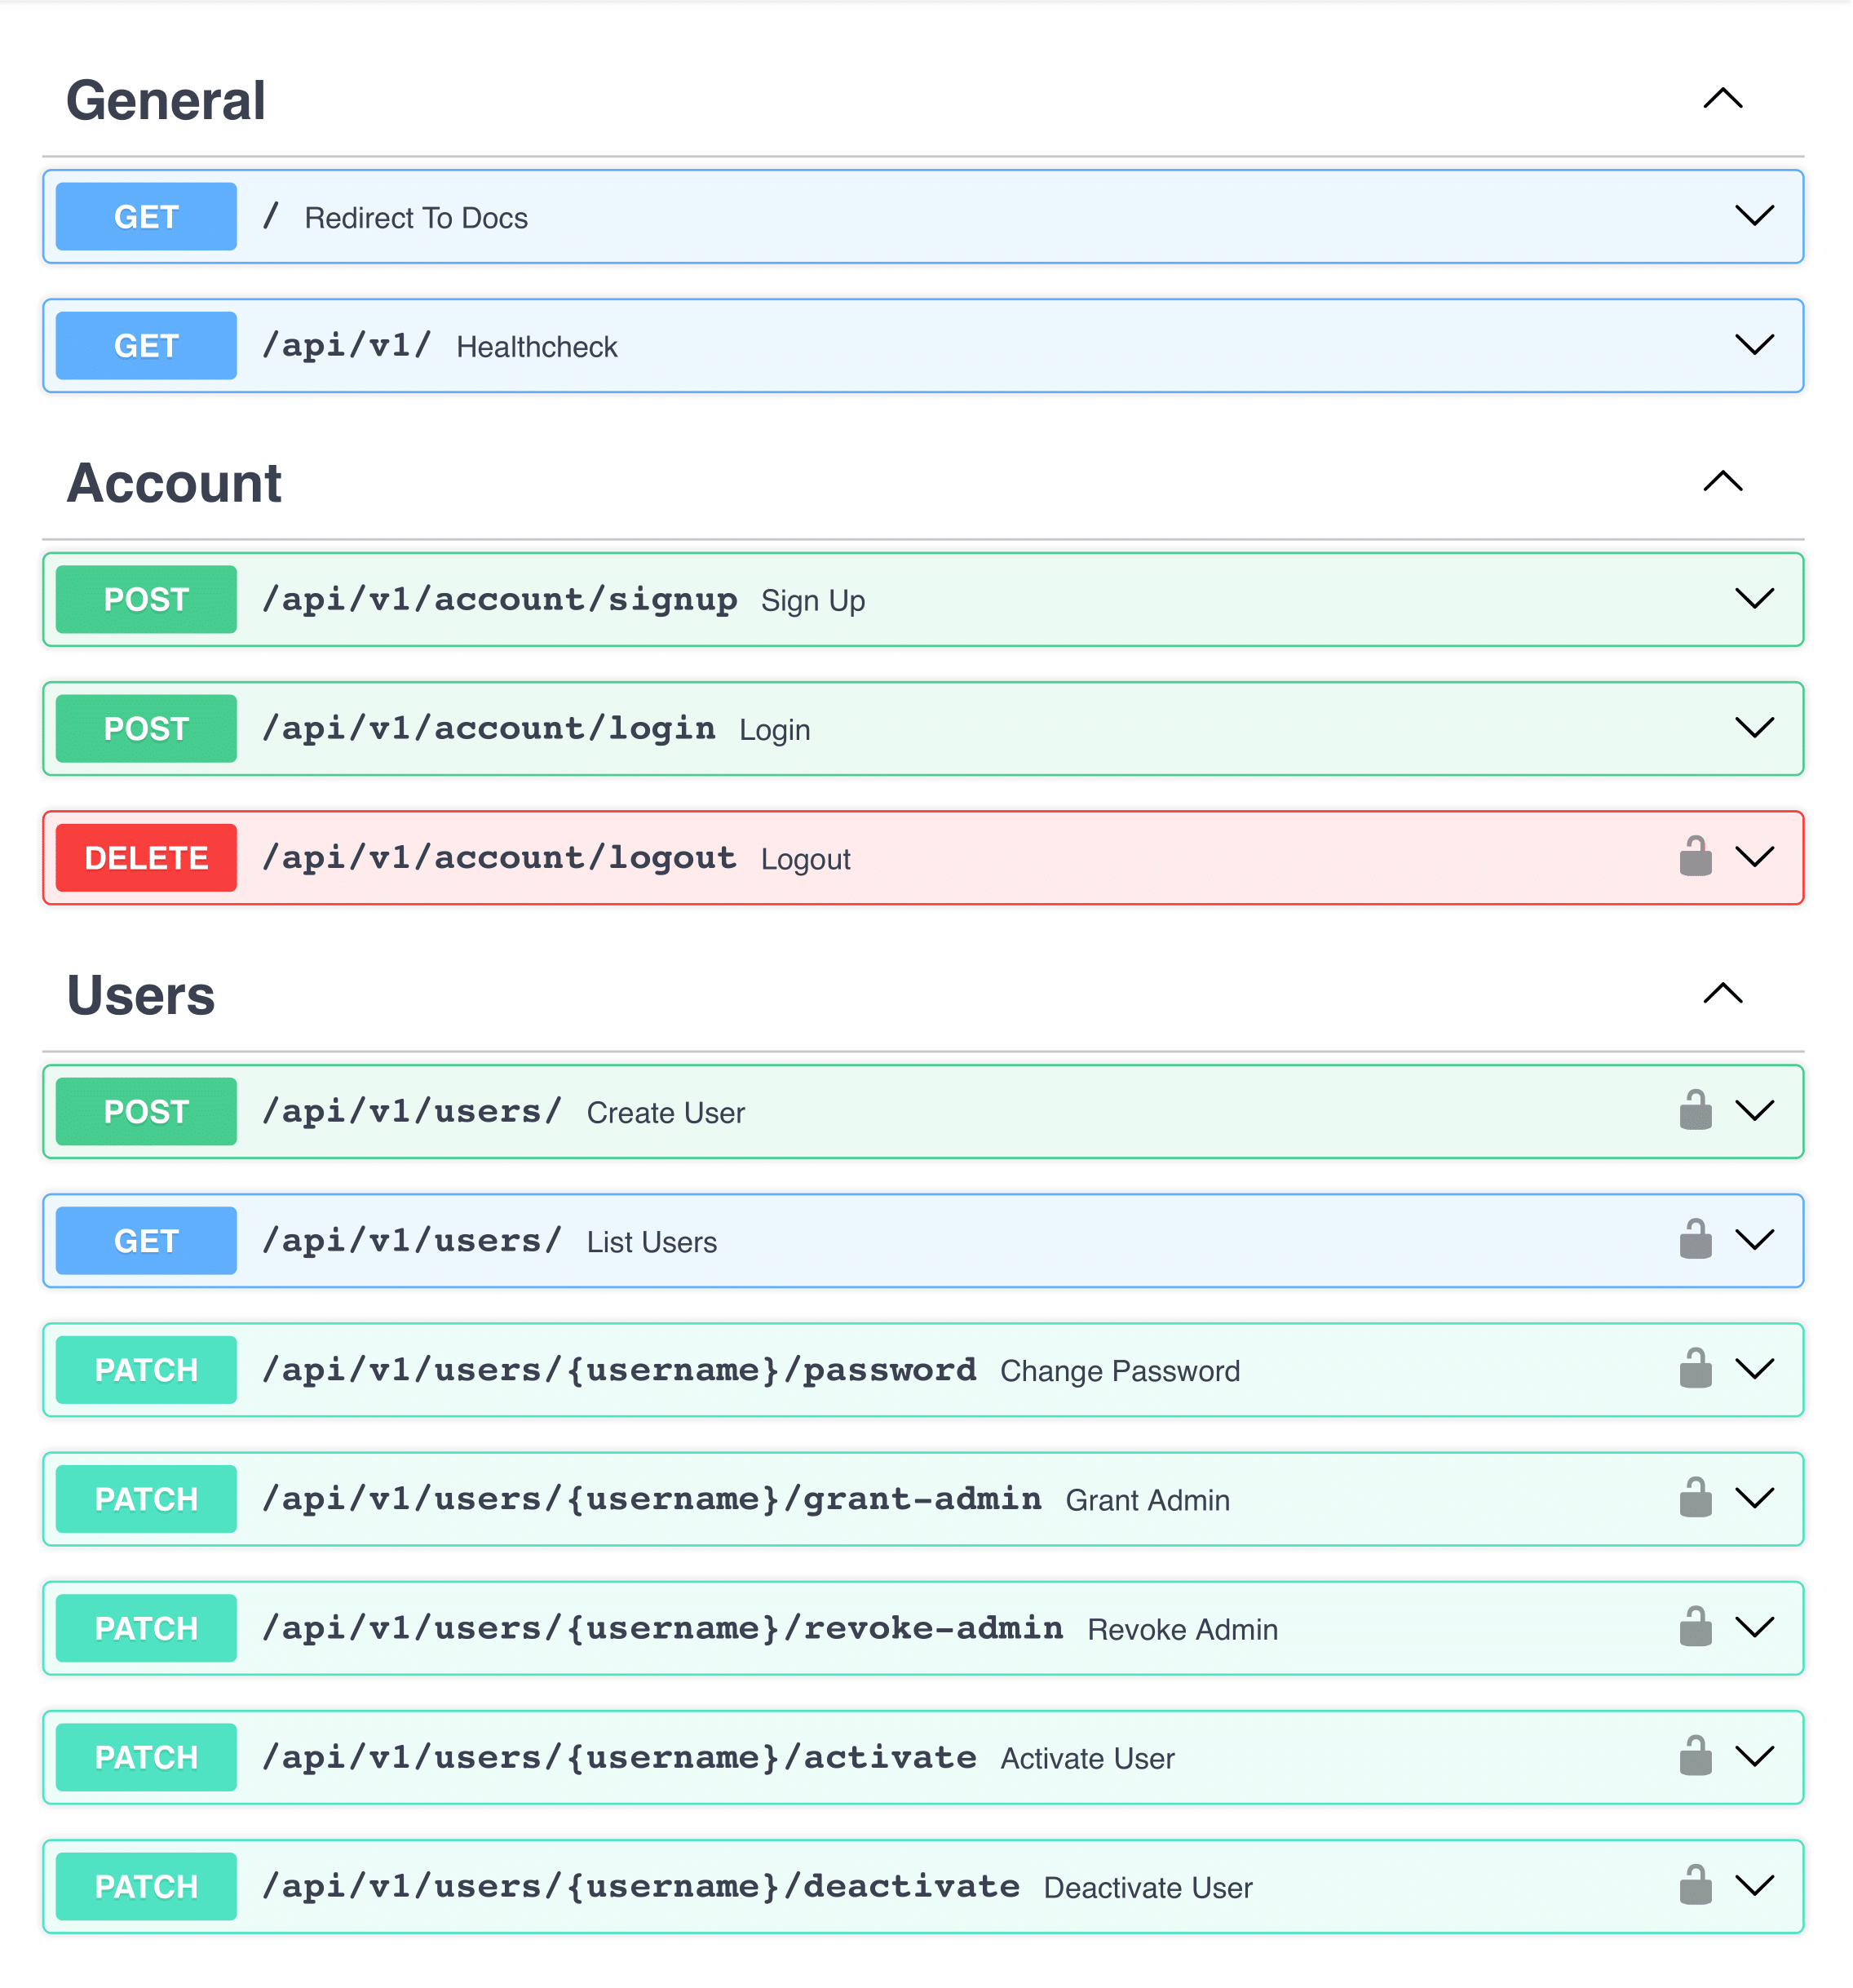 General
GET / Redirect To Docs
GET /api/v1/ Healthcheck
Account
POST /api/v1/account/signup Sign Up
POST /api/v1/account/login Login
DELETE /api/v1/account/logout Logout
Users
POST /api/v1/users/ Create User
GET /api/v1/users/ List Users
PATCH /api/v1/users/{username}/password Change Password
PATCH /api/v1/users/{username}/grant-admin Grant Admin
PATCH /api/v1/users/{username}/revoke-admin Revoke Admin
PATCH /api/v1/users/{username}/activate Activate User
PATCH /api/v1/users/{username}/deactivate Deactivate User